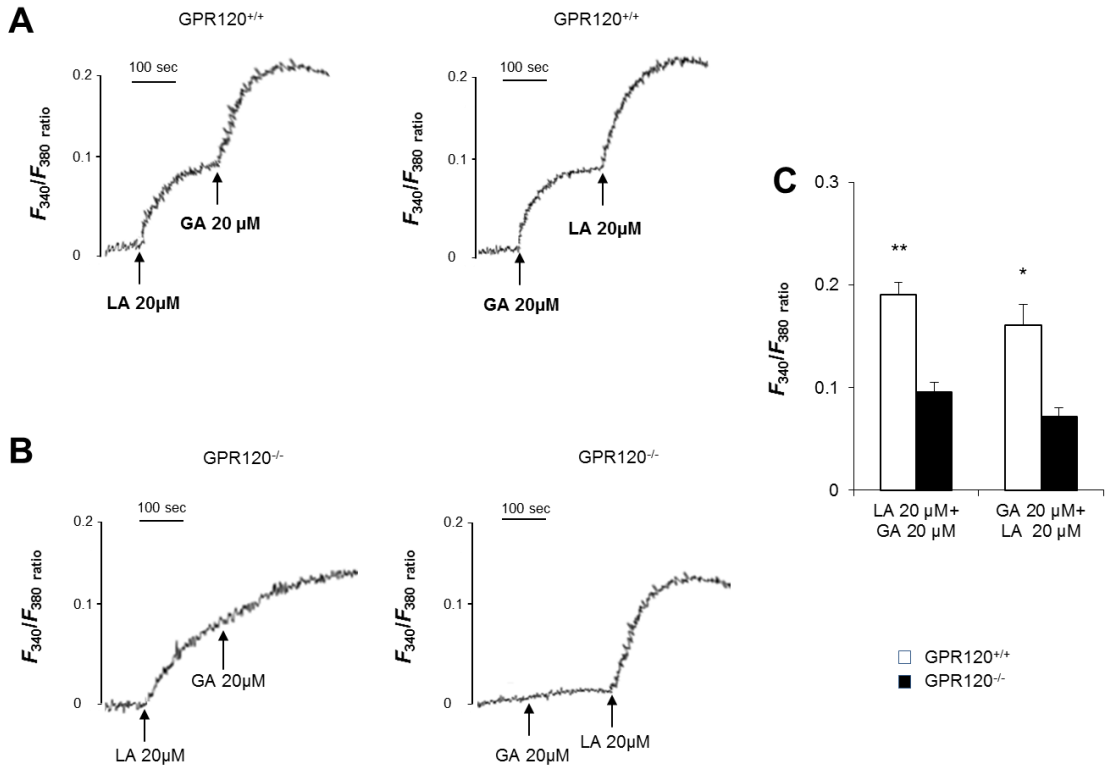 A
GPR120+/+
100 sec
0.2
0.1
0
F340/F380 ratio
LA 20µM
GA 20 µM
GPR120+/+
100 sec
0.2
0.1
0
F340/F380 ratio
GA 20µM
LA 20µM
B
GPR120-/-
100 sec
0.2
0.1
0
F340/F380 ratio
LA 20µM
GA 20µM
GPR120-/-
100 sec
0.2
0.1
0
F340/F380 ratio
GA 20µM
LA 20µM
C
0.3
0.2
0.1
0
F340/F380 ratio
**
*
LA 20 µM+
GA 20 µM
GA 20 µM+
LA 20 µM
GPR120+/+
GPR120-/-